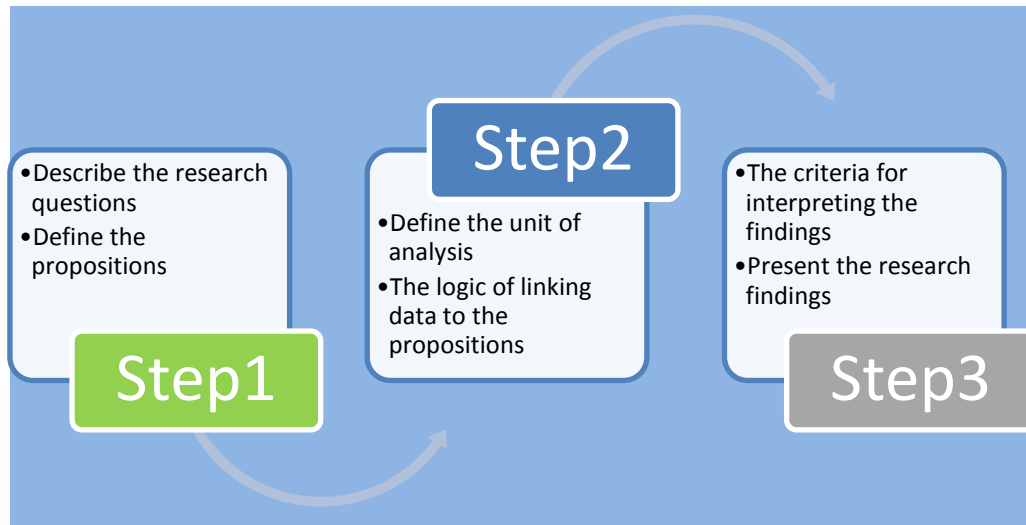 •Describe the research
questions
•Define the
propositions
Step1
Step2
•Define the unit of
analysis
•The logic of linking
data to the
propositions
•The criteria for
interpreting the
findings
•Present the research
findings
Step3